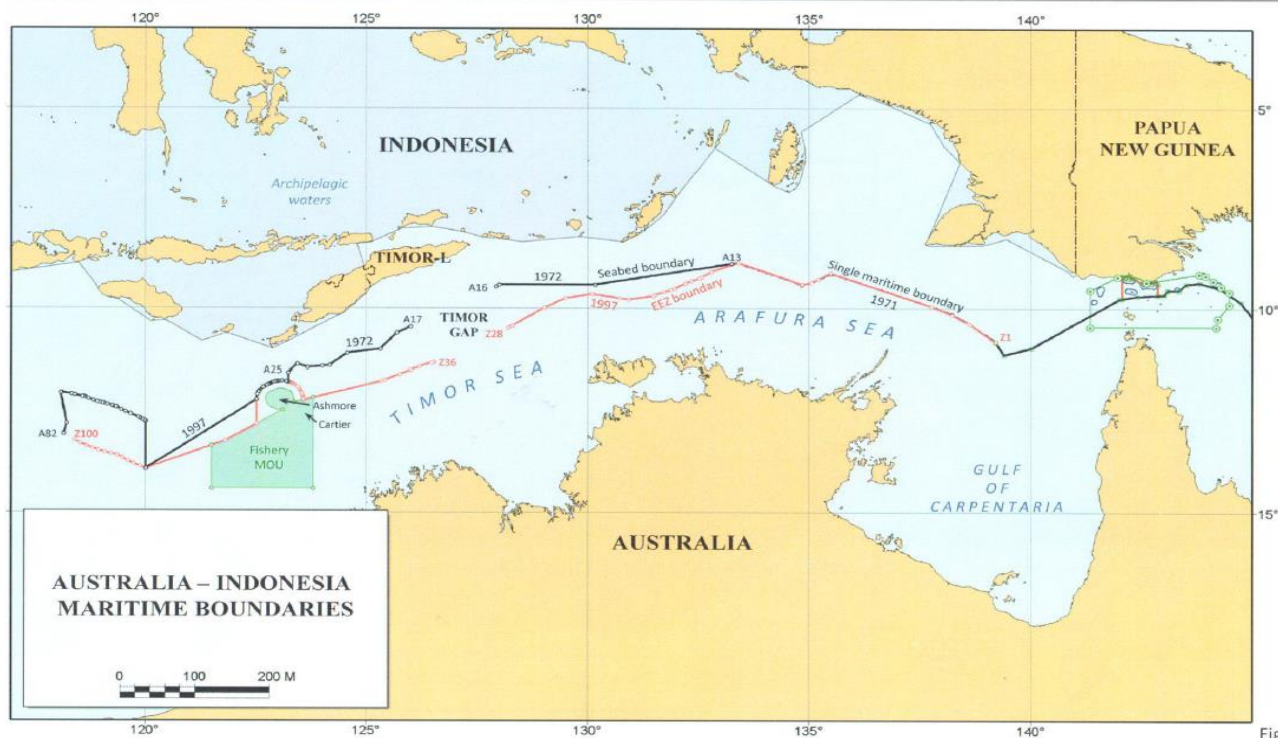 120°
125°
130°
135°
140°
5°
INDONESIA
PAPUA
NEW GUINEA
Archipelagic
waters
TIMOR-L
A13
1972
Seabed boundary
A16
Single maritime boundary
1997
EEZ boundary
1971
A17
TIMOR
GAP
Z28
10°
ARAFURA SEA
Z1
1972
A25
Z36
TIMOR SEA
Ashmore
Cartier
1997
A82
Z100
Fishery
MOU
GULF
OF
CARPENTARIA
15°
AUSTRALIA
AUSTRALIA – INDONESIA
MARITIME BOUNDARIES
0 100 200 M
120°
125°
130°
135°
140°
Fig